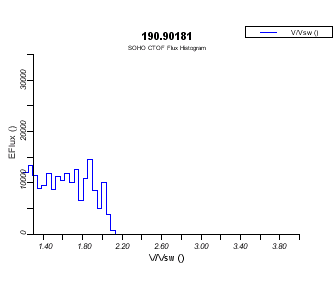 190.90181
SOHO CTOF Flux Histogram
V/Vsw ()
EFlux ()
30000
20000
10000
0
1.40 1.80 2.20 2.60 3.00 3.40 3.80
V/Vsw ()